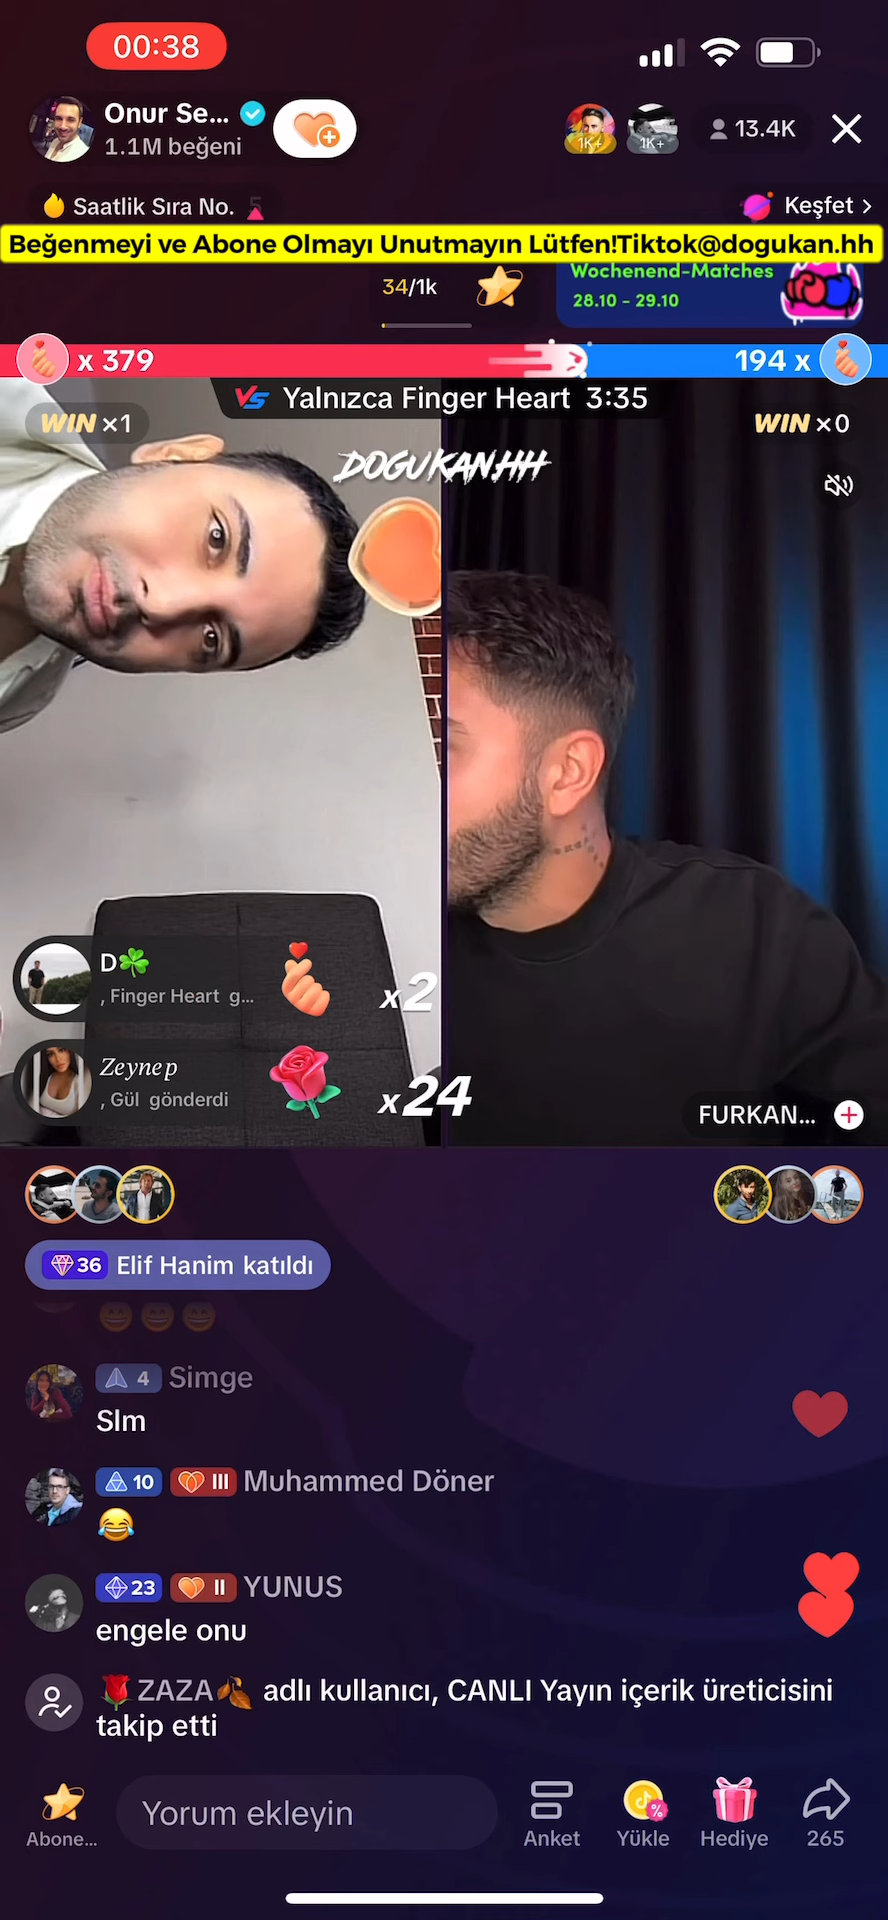 00:38
Onur Se...
1.1M beğeni
1K+
1K+
13.4K
Saatlik Sıra No. 5
Keşfet >
Beğenmeyi ve Abone Olmayı Unutmayın Lütfen!Tiktok@dogukan.hh
34/1k
Wochenend-Matches
28.10 - 29.10
x 379
194 x
VS Yalnızca Finger Heart 3:35
WIN x1
WIN x0
DOGUKAN.HH
D🍀
, Finger Heart g...
x2
Zeynep
, Gül gönderdi
x24
FURKAN...
36 Elif Hanim katıldı
😄😄😄
4 Simge
Slm
10 III Muhammed Döner
😂
23 II YUNUS
engele onu
🌹ZAZA🍂 adlı kullanıcı, CANLI Yayın içerik üreticisini
takip etti
Abone...
Yorum ekleyin
Anket
Yükle
Hediye
265